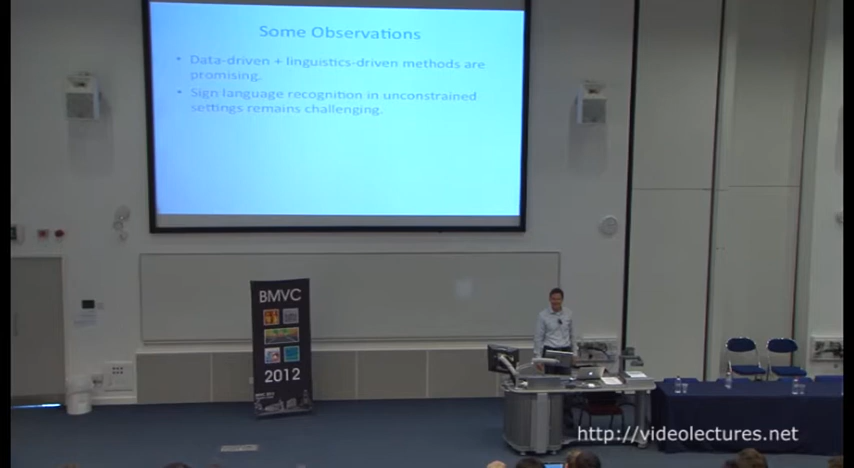 Some Observations
• Data-driven + linguistics-driven methods are
promising.
• Sign language recognition in unconstrained
settings remains challenging.
BMVC
2012
http://videolectures.net